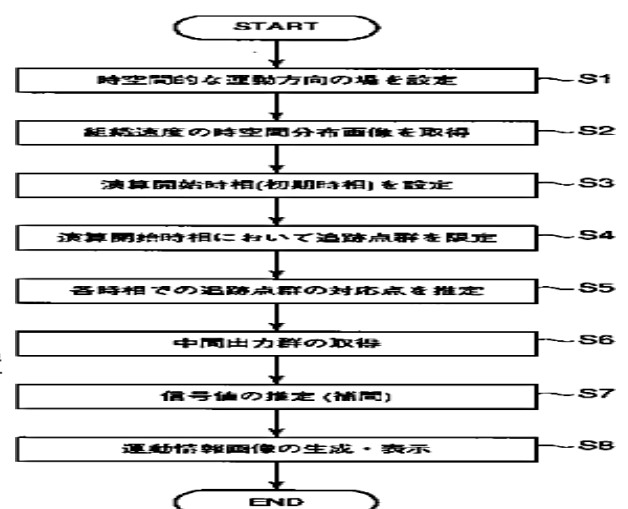 START
時空間的な運動方向の場を設定 S1
組織速度の時空間分布画像を取得 S2
演算開始時相(初期時相)を設定 S3
演算開始時相において追跡点群を限定 S4
各時相での追跡点群の対応点を推定 S5
中間出力群の取得 S6
信号値の推定(補間) S7
運動情報画像の生成・表示 S8
END